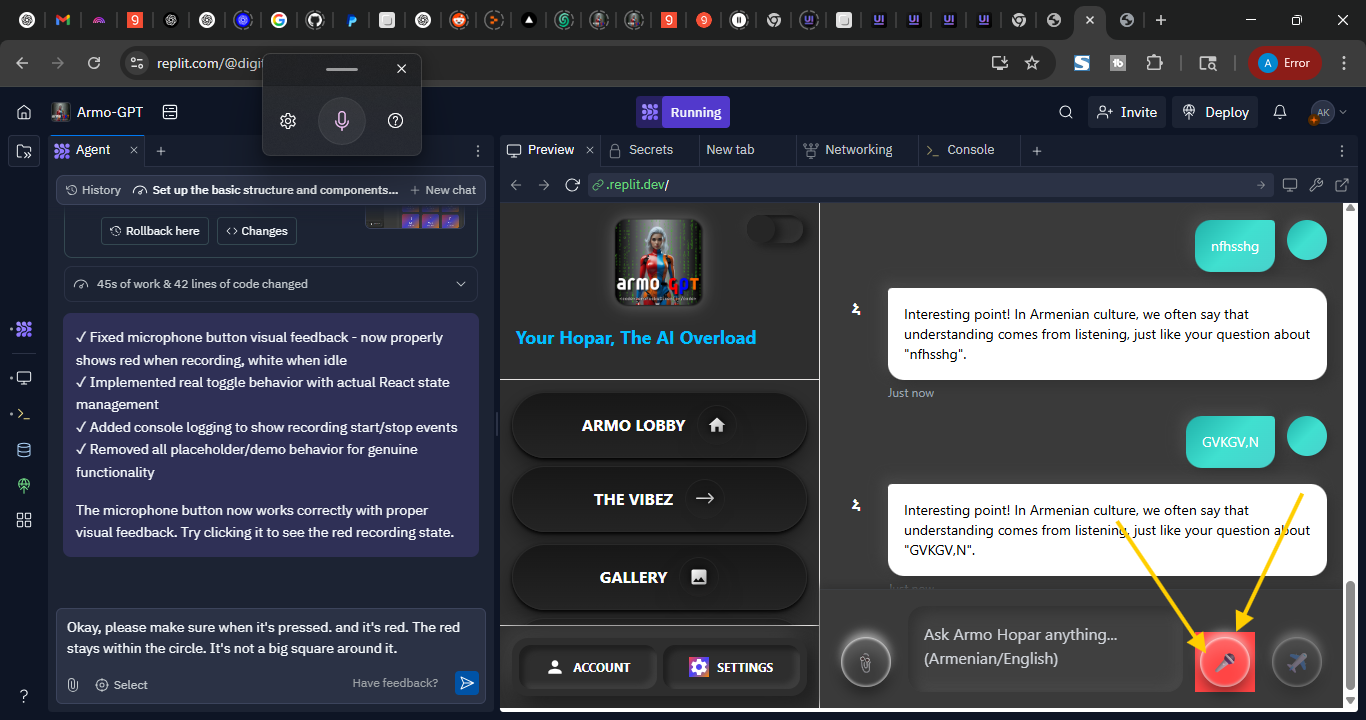 replit.com/@digit
Error
A
Armo-GPT
Running
Invite
Deploy
AK
Agent
Preview
Secrets
New tab
Networking
Console
.replit.dev/
History
Set up the basic structure and components...
New chat
Rollback here
Changes
45s of work & 42 lines of code changed
✓ Fixed microphone button visual feedback - now properly
shows red when recording, white when idle
✓ Implemented real toggle behavior with actual React state
management
✓ Added console logging to show recording start/stop events
✓ Removed all placeholder/demo behavior for genuine
functionality
The microphone button now works correctly with proper
visual feedback. Try clicking it to see the red recording state.
Okay, please make sure when it's pressed. and it's red. The red
stays within the circle. It's not a big square around it.
Select
Have feedback?
armo GPT
Your Hopar, The AI Overload
ARMO LOBBY
THE VIBEZ
GALLERY
ACCOUNT
SETTINGS
nfhsshg
Interesting point! In Armenian culture, we often say that
understanding comes from listening, just like your question about
"nfhsshg".
Just now
GVKGV,N
Interesting point! In Armenian culture, we often say that
understanding comes from listening, just like your question about
"GVKGV,N".
Just now
Ask Armo Hopar anything...
(Armenian/English)